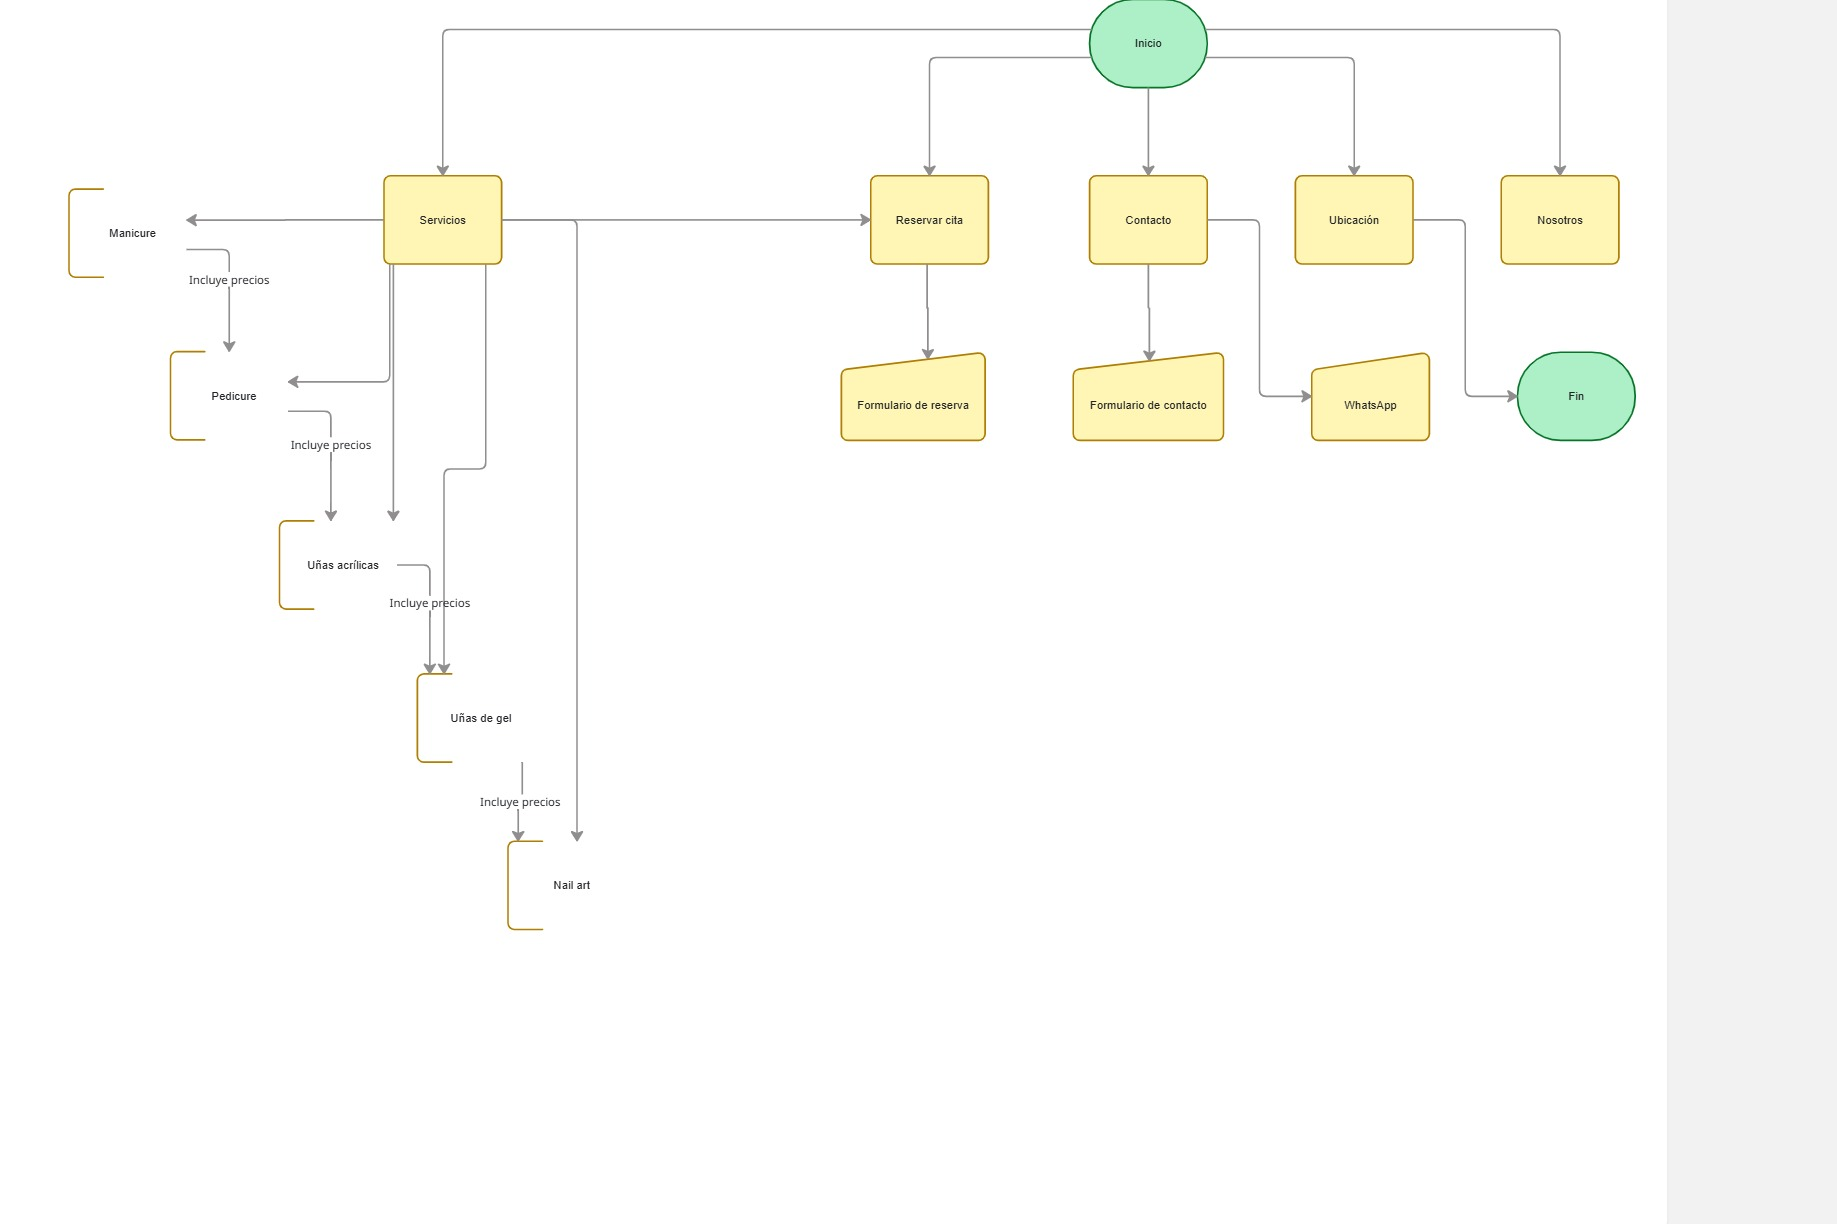 Inicio
Servicios
Reservar cita
Contacto
Ubicación
Nosotros
Manicure
Incluye precios
Pedicure
Formulario de reserva
Formulario de contacto
WhatsApp
Fin
Incluye precios
Uñas acrílicas
Incluye precios
Uñas de gel
Incluye precios
Nail art